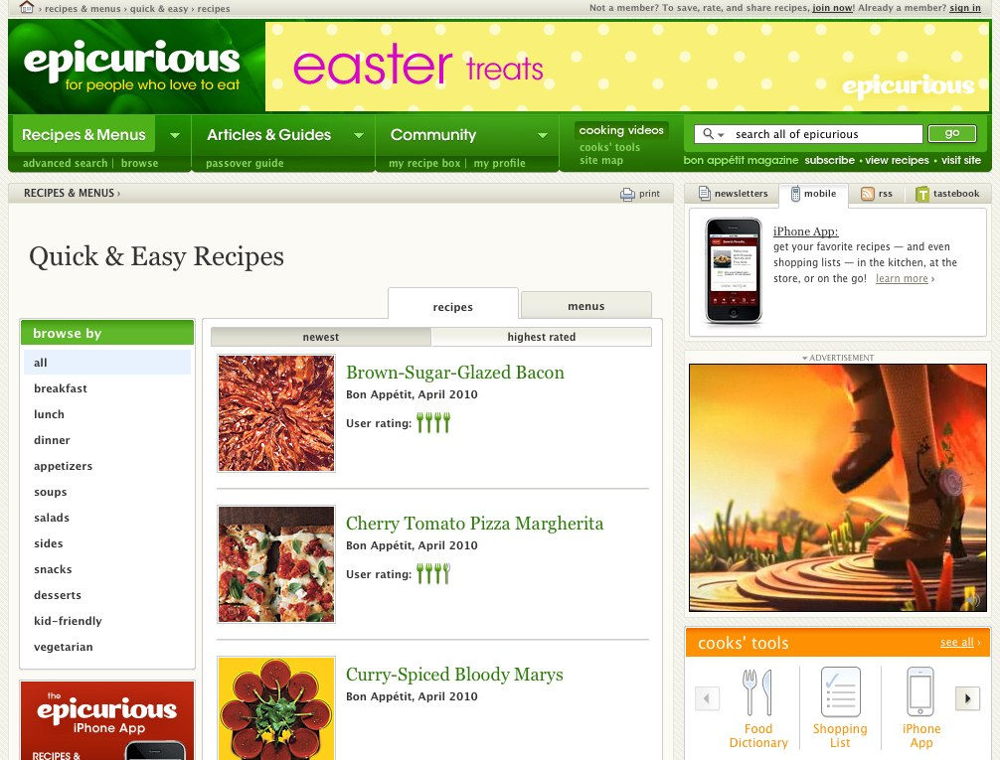 › recipes & menus › quick & easy › recipes
Not a member? To save, rate, and share recipes, join now! Already a member? sign in
epicurious
for people who love to eat
easter treats
epicurious
Recipes & Menus
Articles & Guides
Community
cooking videos
cooks' tools
site map
search all of epicurious
go
advanced search | browse
passover guide
my recipe box | my profile
bon appétit magazine subscribe • view recipes • visit site
RECIPES & MENUS ›
print
newsletters
mobile
rss
tastebook
iPhone App:
get your favorite recipes — and even
shopping lists — in the kitchen, at the
store, or on the go! learn more ›
Quick & Easy Recipes
recipes
menus
browse by
all
breakfast
lunch
dinner
appetizers
soups
salads
sides
snacks
desserts
kid-friendly
vegetarian
newest
highest rated
Brown-Sugar-Glazed Bacon
Bon Appétit, April 2010
User rating:
Cherry Tomato Pizza Margherita
Bon Appétit, April 2010
User rating:
Curry-Spiced Bloody Marys
Bon Appétit, April 2010
ADVERTISEMENT
cooks' tools
see all ›
Food
Dictionary
Shopping
List
iPhone
App
the
epicurious
iPhone App
RECIPES &